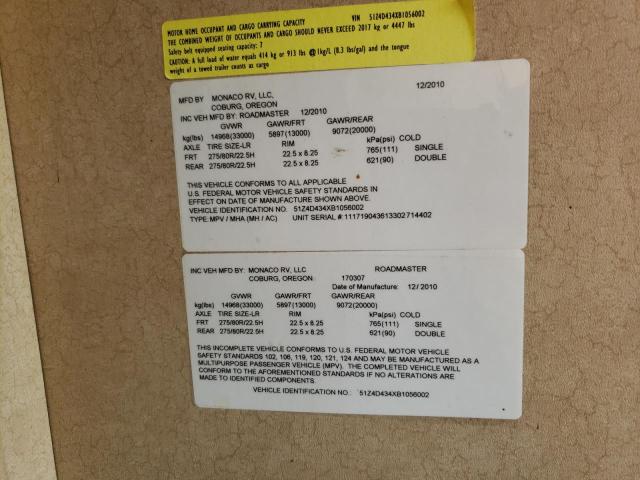 MOTOR HOME OCCUPANT AND CARGO CARRYING CAPACITY VIN 51Z4D434XB1056002
THE COMBINED WEIGHT OF OCCUPANTS AND CARGO SHOULD NEVER EXCEED 2017 kg or 4447 lbs
Safety belt equipped seating capacity: 7
CAUTION: A full load of water equals 414 kg or 913 lbs @ 1kg/L (8.3 lbs/gal) and the tongue
weight of a towed trailer counts as cargo
12/2010
MFD BY MONACO RV, LLC,
COBURG, OREGON
INC VEH MFD BY: ROADMASTER 12/2010
GVWR GAWR/FRT GAWR/REAR
kg(lbs) 14968(33000) 5897(13000) 9072(20000)
AXLE TIRE SIZE-LR RIM kPa(psi) COLD
FRT 275/80R/22.5H 22.5 x 8.25 765(111) SINGLE
REAR 275/80R/22.5H 22.5 x 8.25 621(90) DOUBLE
THIS VEHICLE CONFORMS TO ALL APPLICABLE
U.S. FEDERAL MOTOR VEHICLE SAFETY STANDARDS IN
EFFECT ON DATE OF MANUFACTURE SHOWN ABOVE.
VEHICLE IDENTIFICATION NO. 51Z4D434XB1056002
TYPE: MPV / MHA (MH / AC) UNIT SERIAL #: 111719043613302714402
INC VEH MFD BY: MONACO RV, LLC ROADMASTER
COBURG, OREGON 170307
Date of Manufacture: 12/ 2010
GVWR GAWR/FRT GAWR/REAR
kg(lbs) 14968(33000) 5897(13000) 9072(20000)
AXLE TIRE SIZE-LR RIM kPa(psi) COLD
FRT 275/80R/22.5H 22.5 x 8.25 765(111) SINGLE
REAR 275/80R/22.5H 22.5 x 8.25 621(90) DOUBLE
THIS INCOMPLETE VEHICLE CONFORMS TO U.S. FEDERAL MOTOR VEHICLE
SAFETY STANDARDS 102, 106, 119, 120, 121, 124 AND MAY BE MANUFACTURED AS A
MULTIPURPOSE PASSENGER VEHICLE (MPV). THE COMPLETED VEHICLE WILL
CONFORM TO THE AFOREMENTIONED STANDARDS IF NO ALTERATIONS ARE
MADE TO IDENTIFIED COMPONENTS.
VEHICLE IDENTIFICATION NO.: 51Z4D434XB1056002